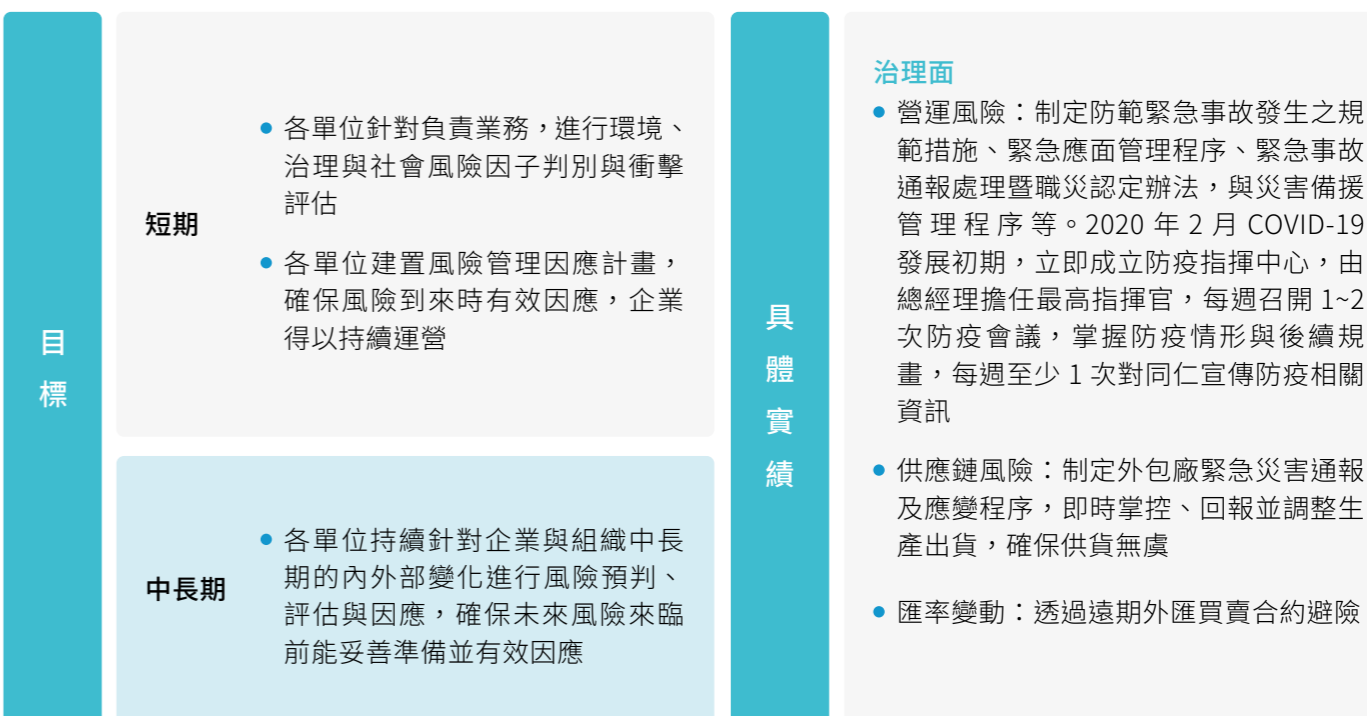 目標
短期
各單位針對負責業務，進行環境、
治理與社會風險因子判別與衝擊
評估
各單位建置風險管理因應計畫，
確保風險到來時有效因應，企業
得以持續運營
中長期
各單位持續針對企業與組織中長
期的內外部變化進行風險預判、
評估與因應，確保未來風險來臨
前能妥善準備並有效因應
具體實績
治理面
營運風險：制定防範緊急事故發生之規
範措施、緊急應面管理程序、緊急事故
通報處理暨職災認定辦法，與災害備援
管理程序等。2020 年 2 月 COVID-19
發展初期，立即成立防疫指揮中心，由
總經理擔任最高指揮官，每週召開 1~2
次防疫會議，掌握防疫情形與後續規
畫，每週至少 1 次對同仁宣傳防疫相關
資訊
供應鏈風險：制定外包廠緊急災害通報
及應變程序，即時掌控、回報並調整生
產出貨，確保供貨無虞
匯率變動：透過遠期外匯買賣合約避險